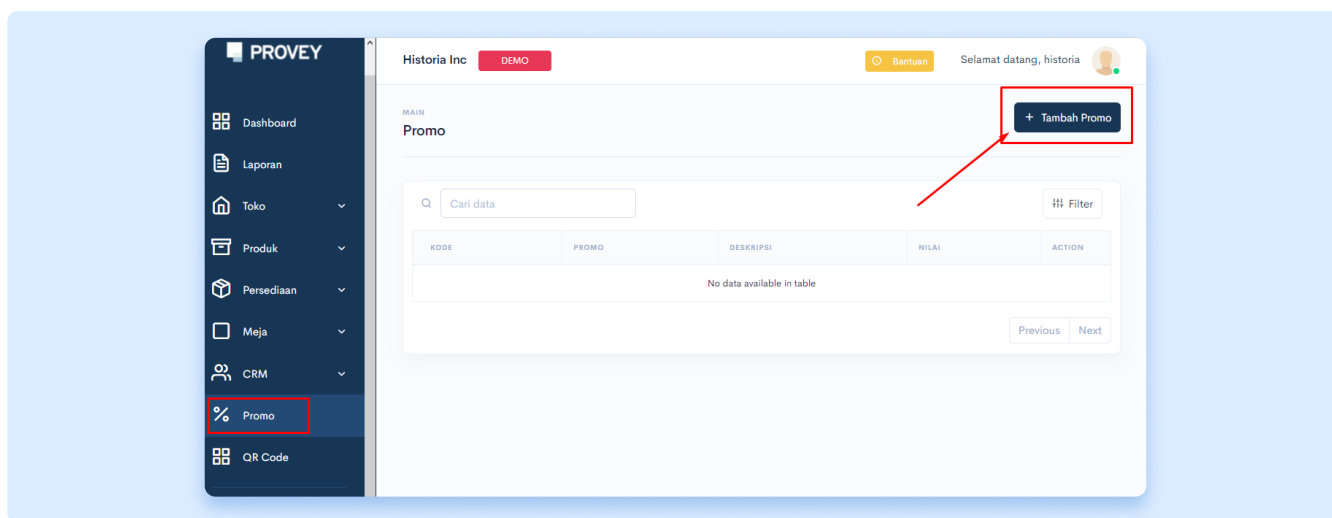 PROVEY
Dashboard
Laporan
Toko
Produk
Persediaan
Meja
CRM
Promo
QR Code
Historia Inc DEMO Bantuan Selamat datang, historia
MAIN
Promo
+ Tambah Promo
Cari data Filter
KODE PROMO DESKRIPSI NILAI ACTION
No data available in table
Previous Next